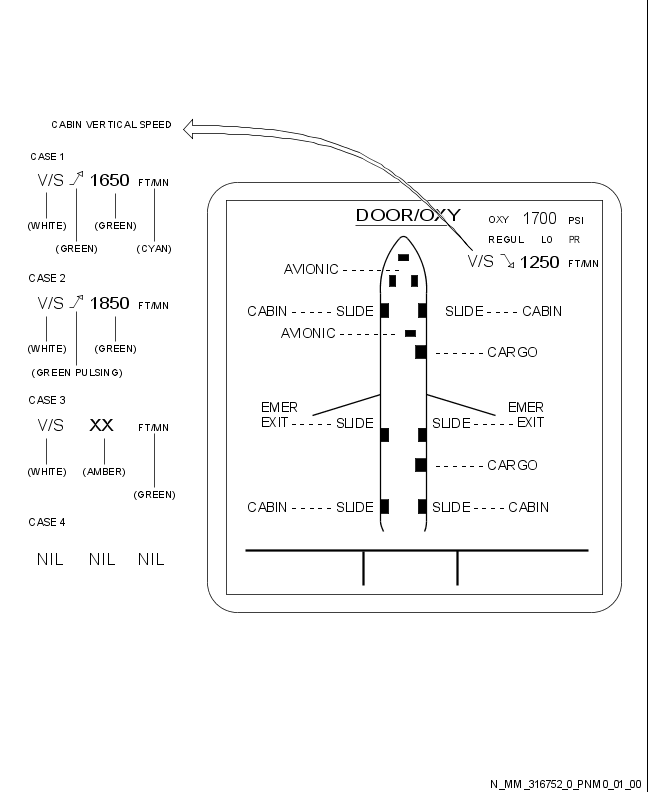 CABIN VERTICAL SPEED
CASE 1
V/S 1650 FT/MN
(WHITE) (GREEN)
(GREEN) (CYAN)
CASE 2
V/S 1850 FT/MN
(WHITE) (GREEN)
(GREEN PULSING)
CASE 3
V/S XX FT/MN
(WHITE) (AMBER)
(GREEN)
CASE 4
NIL NIL NIL
DOOR/OXY OXY 1700 PSI
REGUL LO PR
V/S 1250 FT/MN
AVIONIC
CABIN SLIDE SLIDE CABIN
AVIONIC
CARGO
EMER EMER
EXIT SLIDE SLIDE EXIT
CARGO
CABIN SLIDE SLIDE CABIN
N_MM_316752_0_PNM0_01_00